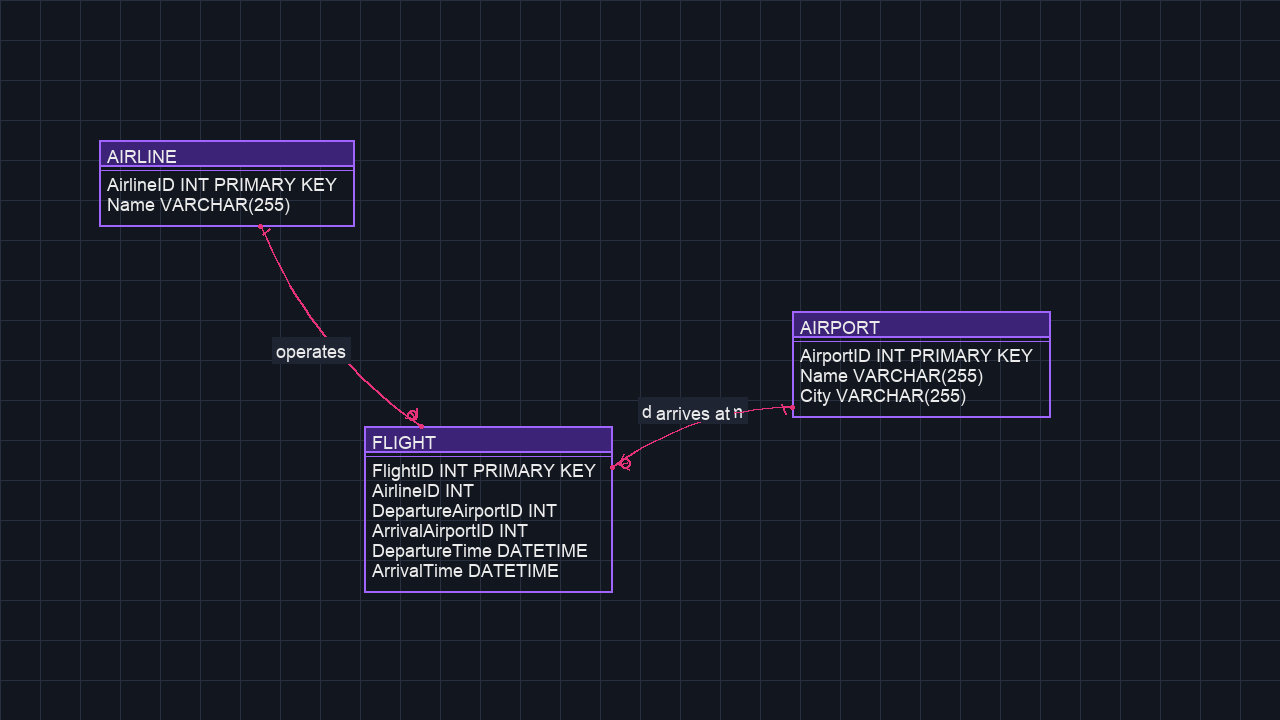 AIRLINE
AirlineID INT PRIMARY KEY
Name VARCHAR(255)
operates
AIRPORT
AirportID INT PRIMARY KEY
Name VARCHAR(255)
City VARCHAR(255)
arrives at
FLIGHT
FlightID INT PRIMARY KEY
AirlineID INT
DepartureAirportID INT
ArrivalAirportID INT
DepartureTime DATETIME
ArrivalTime DATETIME